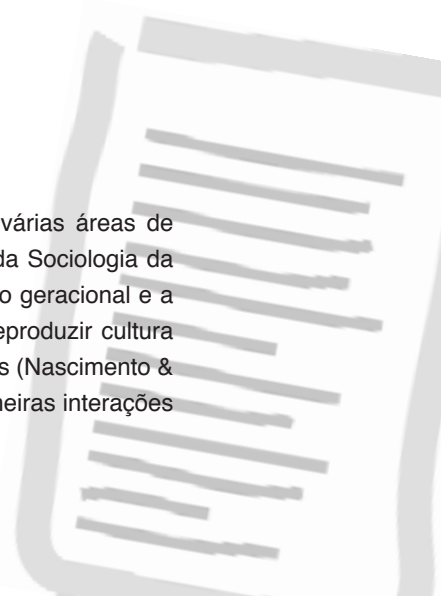 várias áreas de
da Sociologia da
o geracional e a
eproduzir cultura
s (Nascimento &
neiras interações